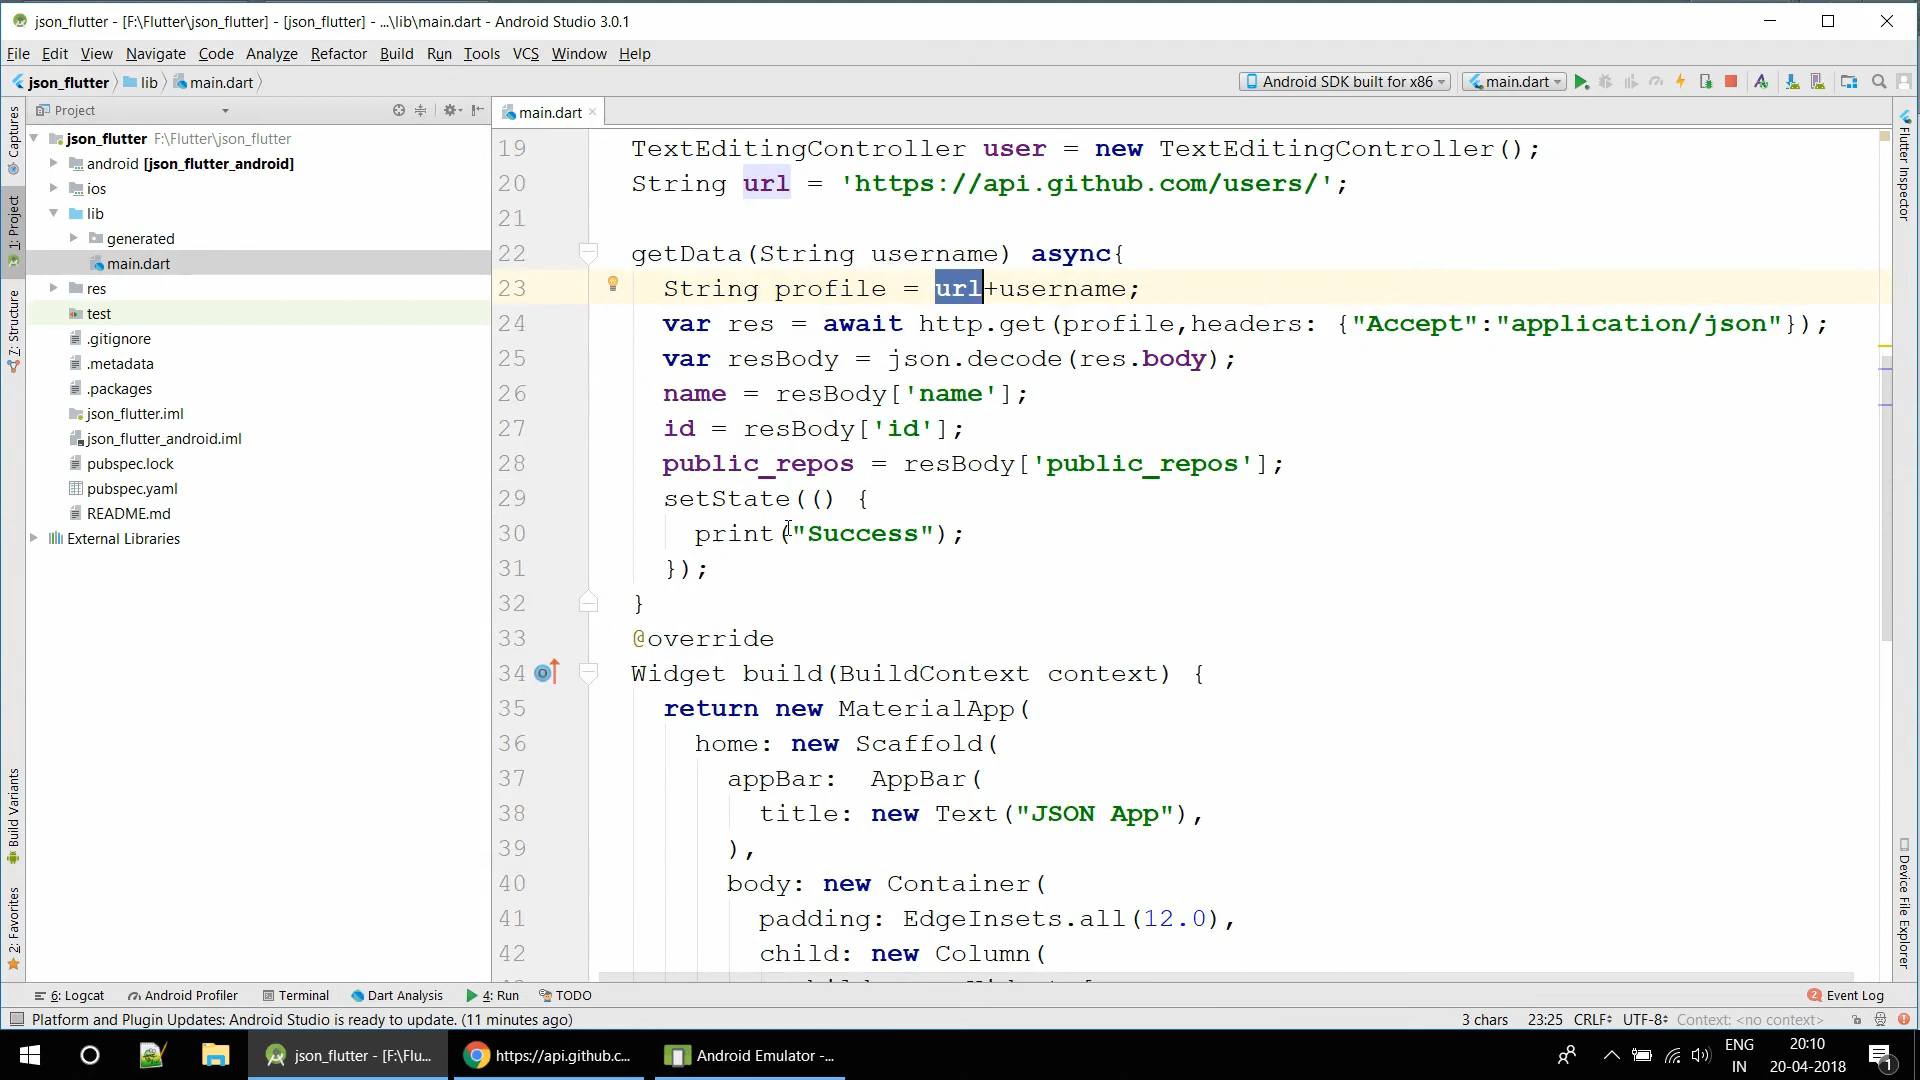 json_flutter - [F:\Flutter\json_flutter] - [json_flutter] - ...\lib\main.dart - Android Studio 3.0.1
File Edit View Navigate Code Analyze Refactor Build Run Tools VCS Window Help
json_flutter lib main.dart Android SDK built for x86 main.dart
Project main.dart
json_flutter F:\Flutter\json_flutter
android [json_flutter_android]
ios
lib
generated
main.dart
res
test
.gitignore
.metadata
.packages
json_flutter.iml
json_flutter_android.iml
pubspec.lock
pubspec.yaml
README.md
External Libraries
Captures
1: Project
7: Structure
Build Variants
2: Favorites
19 TextEditingController user = new TextEditingController();
20 String url = 'https://api.github.com/users/';
21
22 getData(String username) async{
23 String profile = url+username;
24 var res = await http.get(profile,headers: {"Accept":"application/json"});
25 var resBody = json.decode(res.body);
26 name = resBody['name'];
27 id = resBody['id'];
28 public_repos = resBody['public_repos'];
29 setState(() {
30 print("Success");
31 });
32 }
33 @override
34 Widget build(BuildContext context) {
35 return new MaterialApp(
36 home: new Scaffold(
37 appBar:  AppBar(
38 title: new Text("JSON App"),
39 ),
40 body: new Container(
41 padding: EdgeInsets.all(12.0),
42 child: new Column(
Flutter Inspector
Device File Explorer
6: Logcat Android Profiler Terminal Dart Analysis 4: Run TODO 2 Event Log
Platform and Plugin Updates: Android Studio is ready to update. (11 minutes ago) 3 chars 23:25 CRLF UTF-8 Context: <no context>
json_flutter - [F:\Flu... https://api.github.c... Android Emulator -... ENG IN 20:10 20-04-2018 1